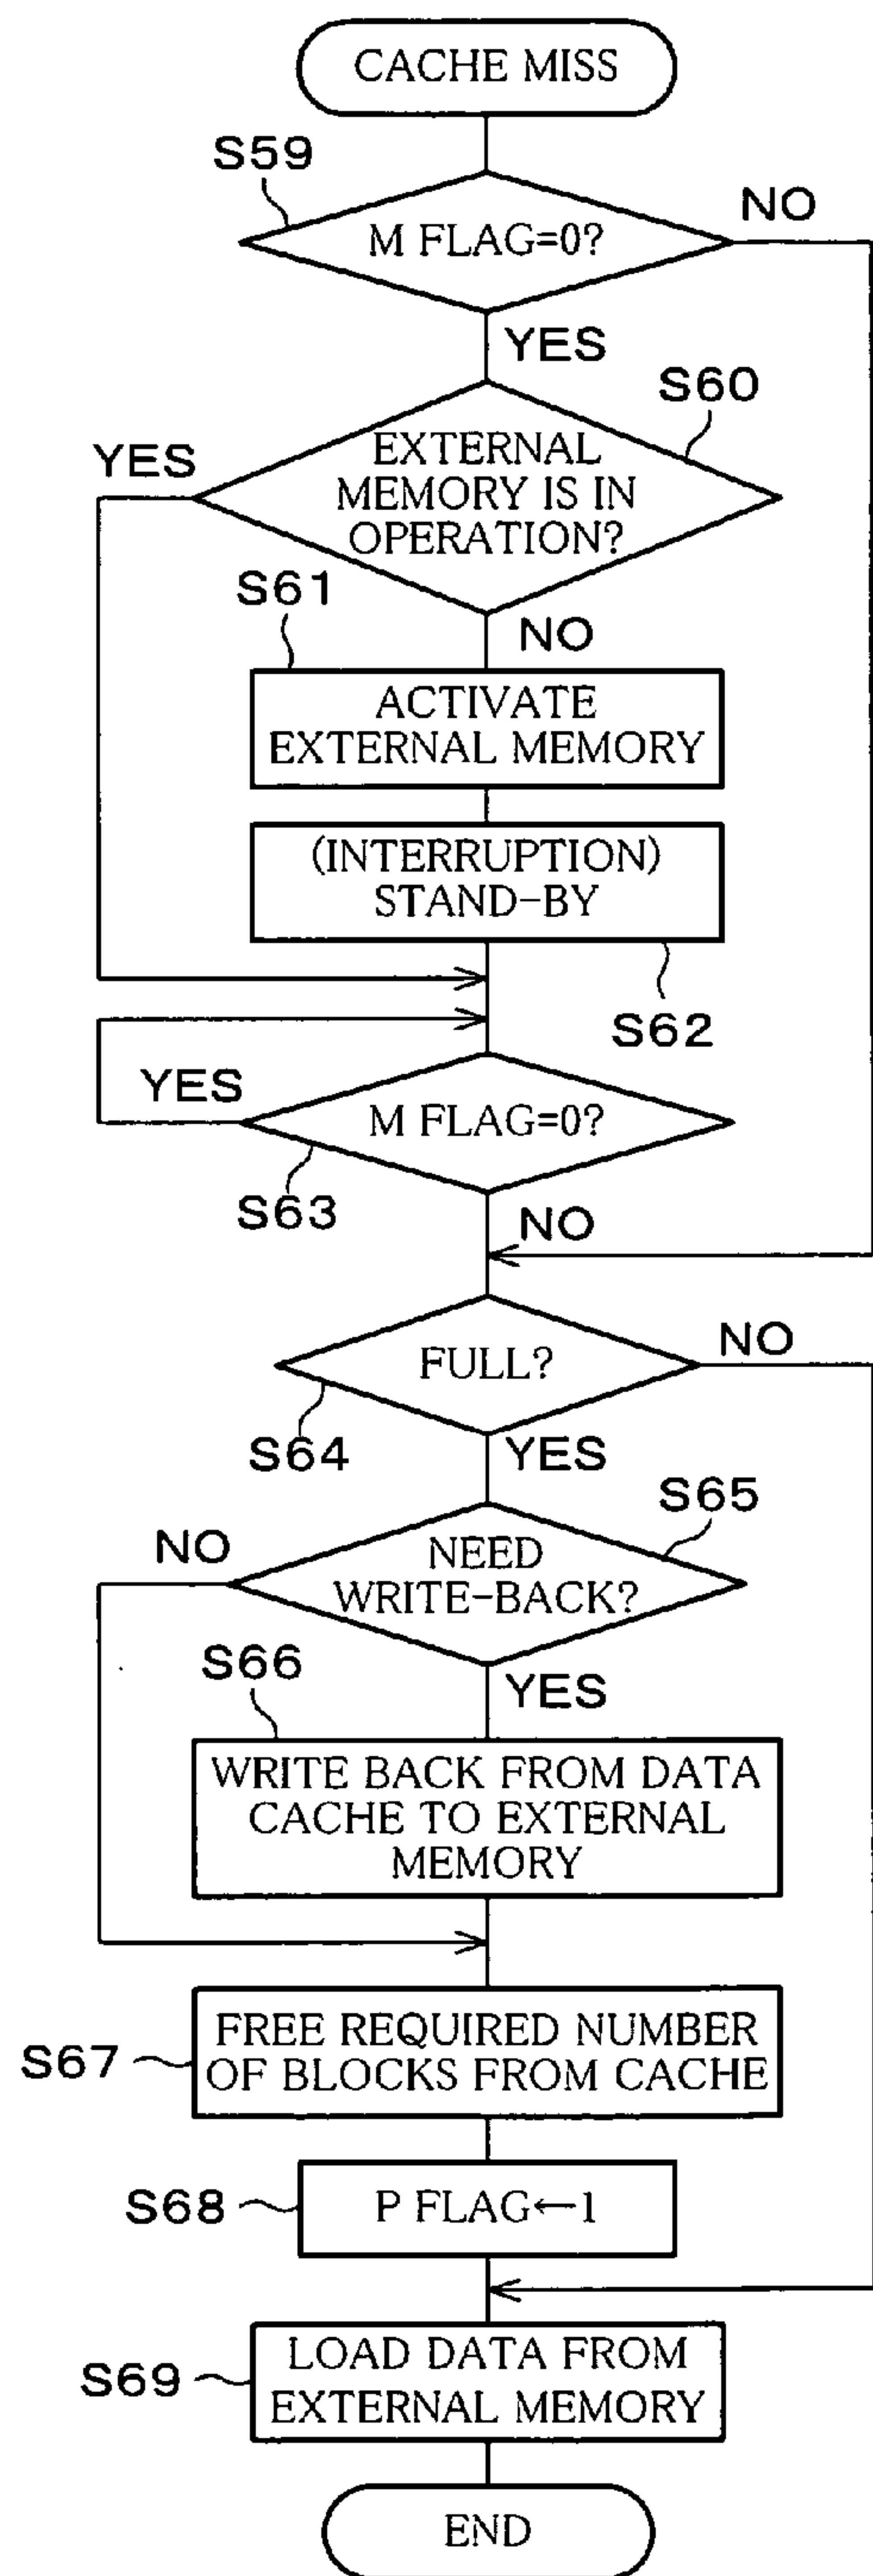 CACHE MISS
S59
M FLAG=0?
NO
YES
S60
YES
EXTERNAL
MEMORY IS IN
OPERATION?
S61
NO
ACTIVATE
EXTERNAL MEMORY
(INTERRUPTION)
STAND-BY
S62
YES
M FLAG=0?
S63
NO
FULL?
NO
S64
YES
S65
NO
NEED
WRITE-BACK?
S66
YES
WRITE BACK FROM DATA
CACHE TO EXTERNAL
MEMORY
S67
FREE REQUIRED NUMBER
OF BLOCKS FROM CACHE
S68
P FLAG←1
S69
LOAD DATA FROM
EXTERNAL MEMORY
END